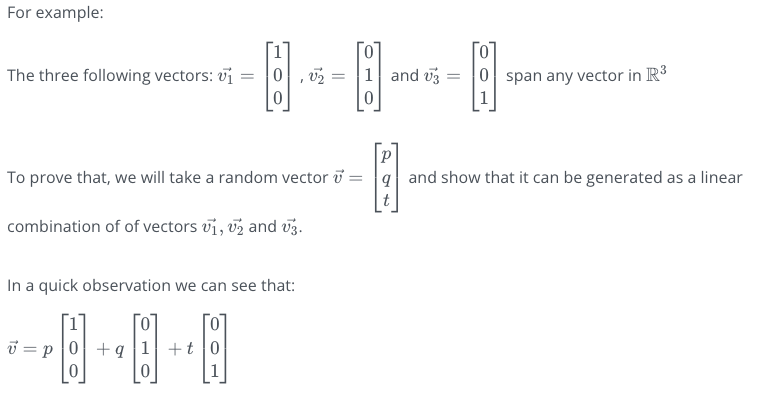 For example:
The three following vectors: $\vec{v_1} = \begin{bmatrix} 1 \\ 0 \\ 0 \end{bmatrix}$ , $\vec{v_2} = \begin{bmatrix} 0 \\ 1 \\ 0 \end{bmatrix}$ and $\vec{v_3} = \begin{bmatrix} 0 \\ 0 \\ 1 \end{bmatrix}$ span any vector in $\mathbb{R}^3$
To prove that, we will take a random vector $\vec{v} = \begin{bmatrix} p \\ q \\ t \end{bmatrix}$ and show that it can be generated as a linear
combination of of vectors $\vec{v_1}, \vec{v_2}$ and $\vec{v_3}$.
In a quick observation we can see that:
$\vec{v} = p \begin{bmatrix} 1 \\ 0 \\ 0 \end{bmatrix} + q \begin{bmatrix} 0 \\ 1 \\ 0 \end{bmatrix} + t \begin{bmatrix} 0 \\ 0 \\ 1 \end{bmatrix}$